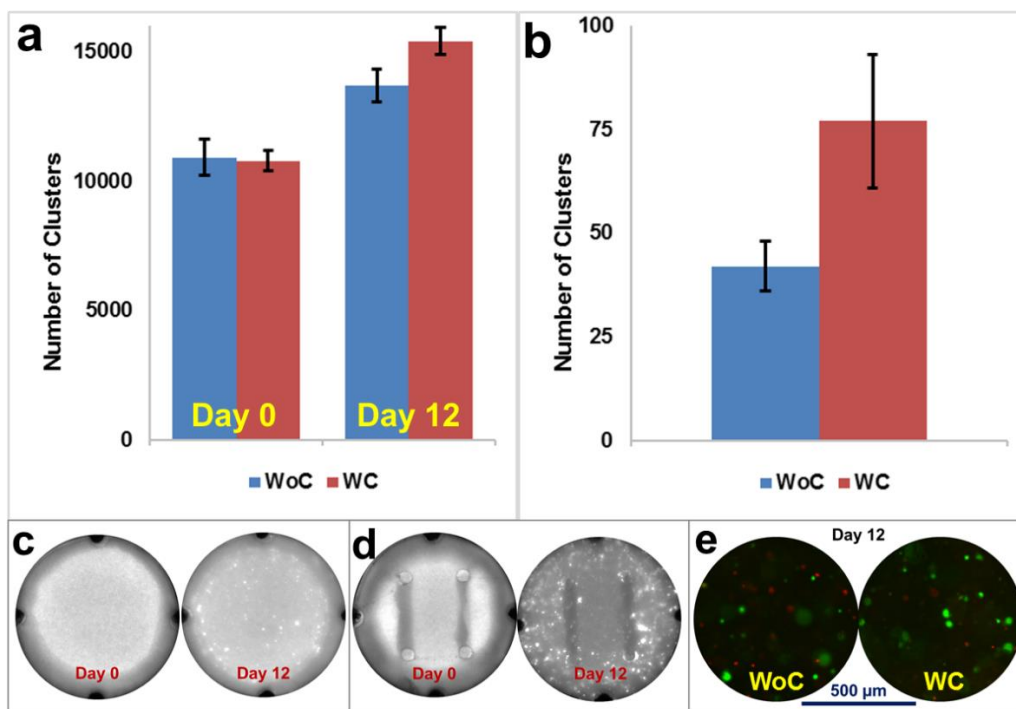 a
Number of Clusters
15000
10000
5000
0
Day 0
Day 12
WoC WC
b
Number of Clusters
100
75
50
25
0
WoC WC
c
Day 0
Day 12
d
Day 0
Day 12
e
Day 12
WoC
WC
500 µm